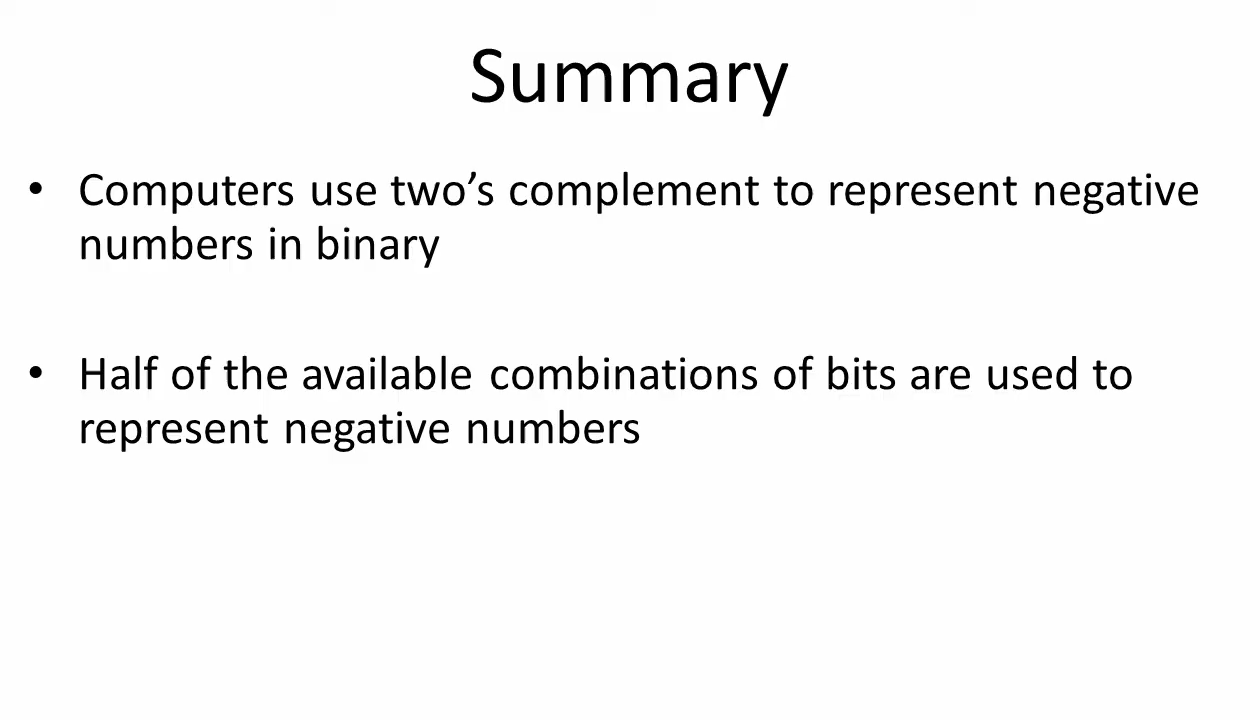 Summary
• Computers use two’s complement to represent negative
numbers in binary
• Half of the available combinations of bits are used to
represent negative numbers